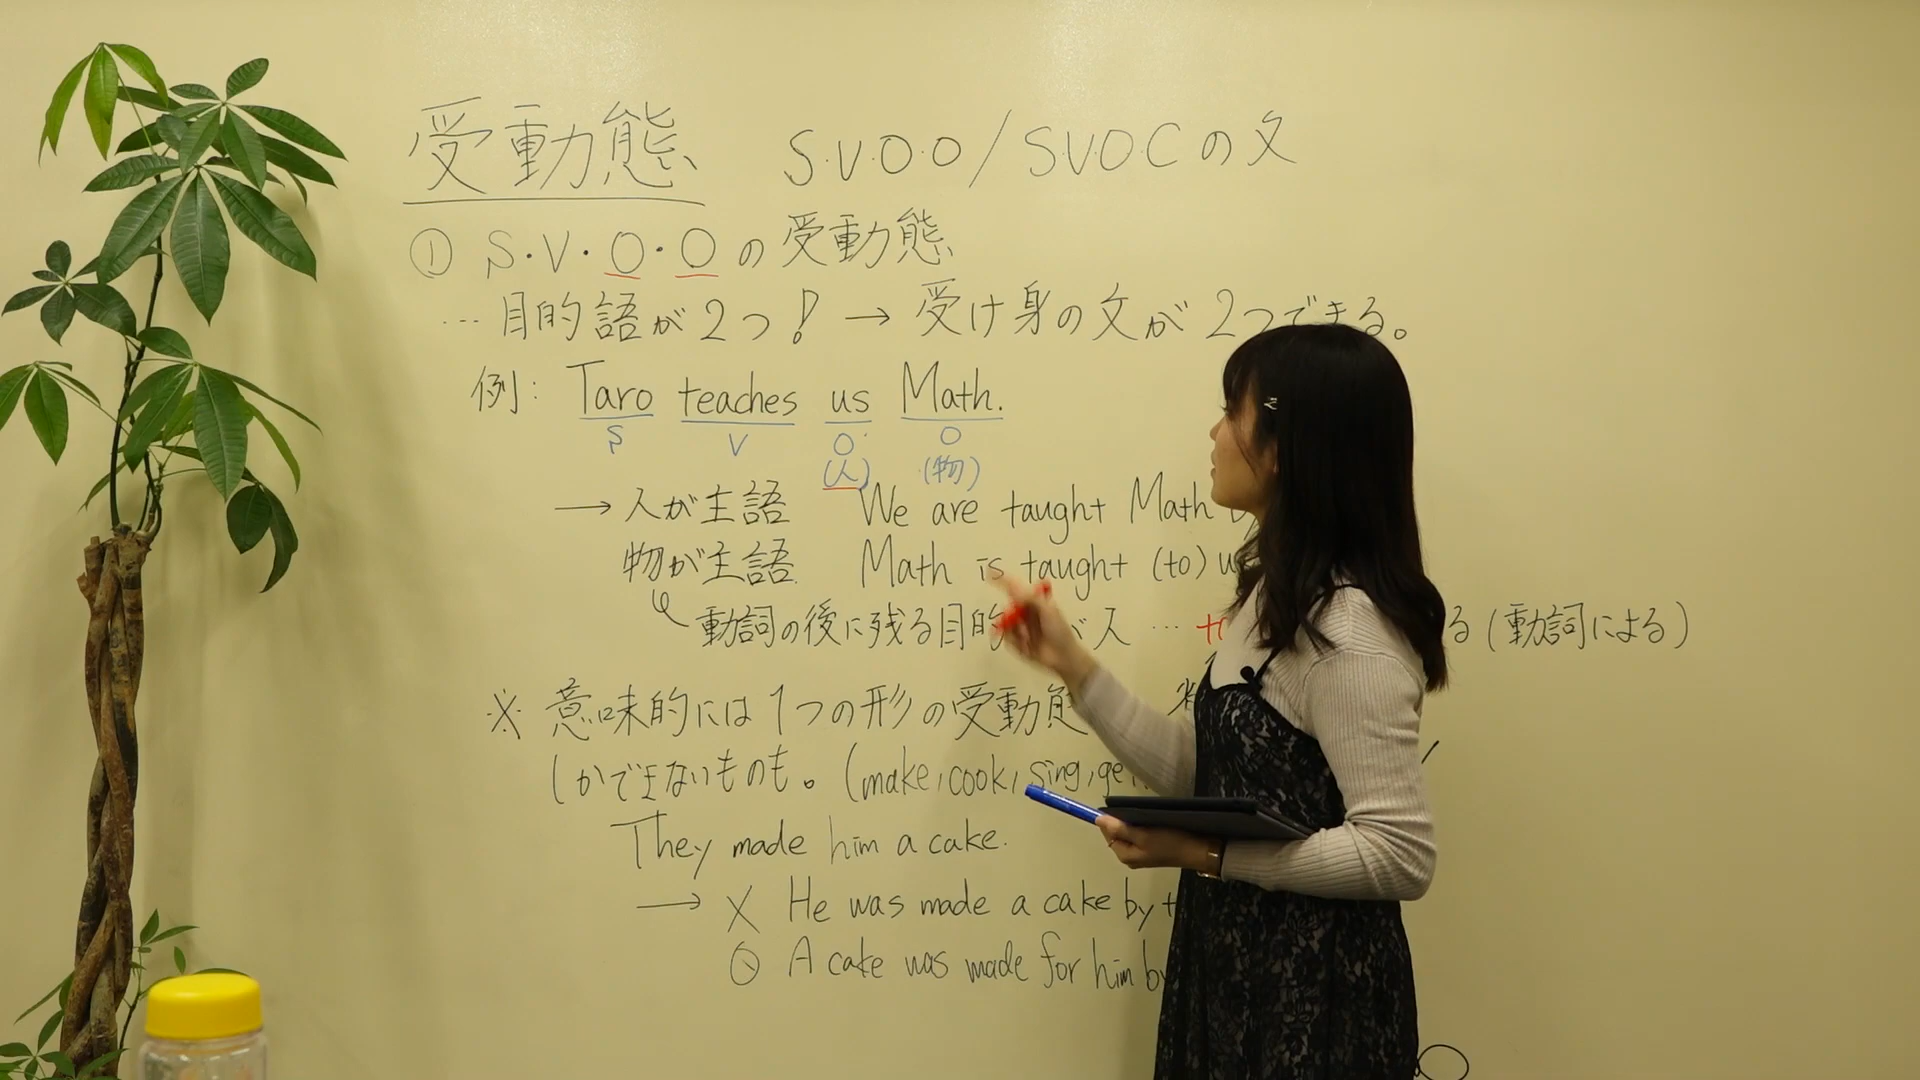 受動態 S.V.O.O/S.V.O.Cの文
① S・V・O・Oの受動態
…目的語が2つ! → 受け身の文が2つできる。
例: Taro teaches us Math.
S V O O
(人) (物)
→ 人が主語 We are taught Math
物が主語 Math is taught (to)
動詞の後に残る目的 が人 … る(動詞による)
※ 意味的には1つの形の受動態
しかできないものも。(make, cook, sing,
They made him a cake.
→ × He was made a cake by
○ A cake was made for him